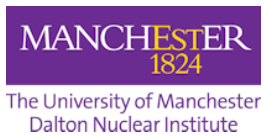 MANCHESTER
1824
The University of Manchester
Dalton Nuclear Institute